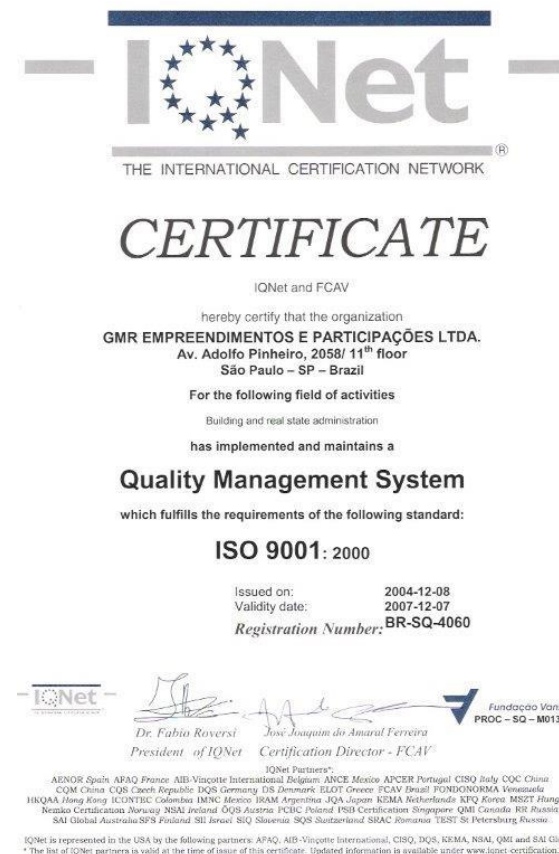 IQNet
®
THE INTERNATIONAL CERTIFICATION NETWORK
CERTIFICATE
IQNet and FCAV
hereby certify that the organization
GMR EMPREENDIMENTOS E PARTICIPAÇÕES LTDA.
Av. Adolfo Pinheiro, 2058/ 11th floor
São Paulo – SP – Brazil
For the following field of activities
Building and real state administration
has implemented and maintains a
Quality Management System
which fulfills the requirements of the following standard:
ISO 9001: 2000
Issued on: 2004-12-08
Validity date: 2007-12-07
Registration Number: BR-SQ-4060
IQNet
Fundação Van
PROC – SQ – M013
Dr. Fabio Roversi José Joaquim do Amaral Ferreira
President of IQNet Certification Director - FCAV
IQNet Partners*:
AENOR Spain AFAQ France AIB-Vinçotte International Belgium ANCE Mexico APCER Portugal CISQ Italy CQC China
CQM China CQS Czech Republic DQS Germany DS Denmark ELOT Greece FCAV Brazil FONDONORMA Venezuela
HKQAA Hong Kong ICONTEC Colombia IMNC Mexico IRAM Argentina JQA Japan KEMA Netherlands KFQ Korea MSZT Hung
Nemko Certification Norway NSAI Ireland ÖQS Austria PCBC Poland PSB Certification Singapore QMI Canada RR Russia
SAI Global Australia SFS Finland SII Israel SIQ Slovenia SQS Switzerland SRAC Romania TEST St Petersburg Russia
IQNet is represented in the USA by the following partners: AFAQ, AIB-Vinçotte International, CISQ, DQS, KEMA, NSAI, QMI and SAI Glo
* The list of IQNet partners is valid at the time of issue of this certificate. Updated information is available under www.iqnet-certification